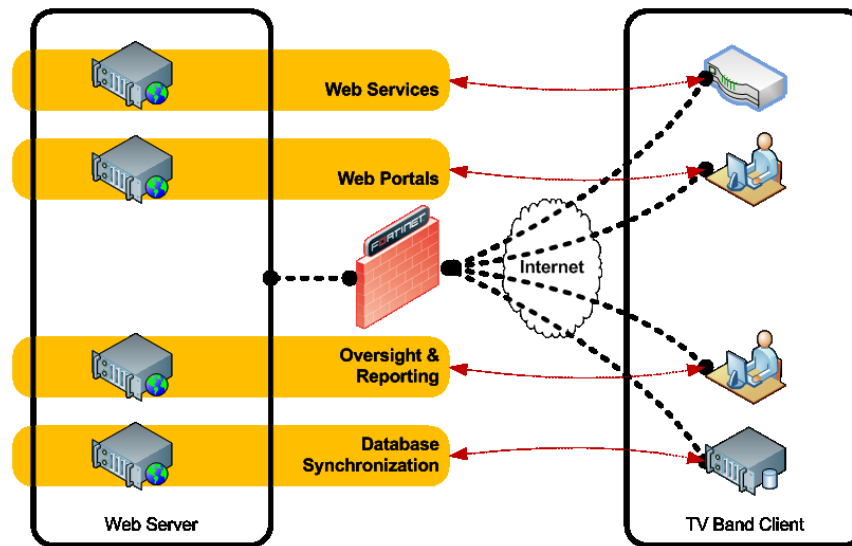 Web Services
Web Portals
FORTINET
Internet
Oversight &
Reporting
Database
Synchronization
Web Server
TV Band Client